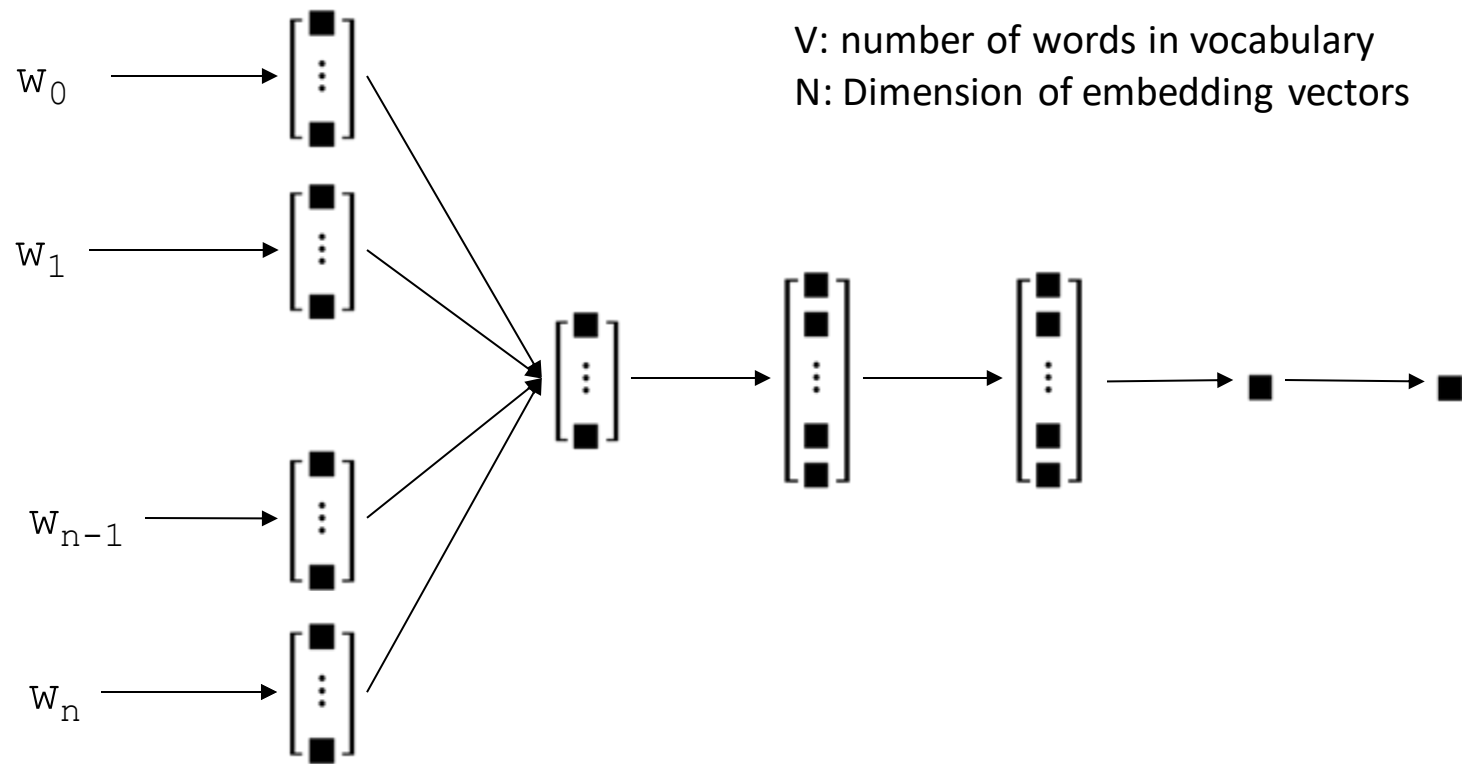 V: number of words in vocabulary
N: Dimension of embedding vectors
w₀
w₁
wₙ₋₁
wₙ